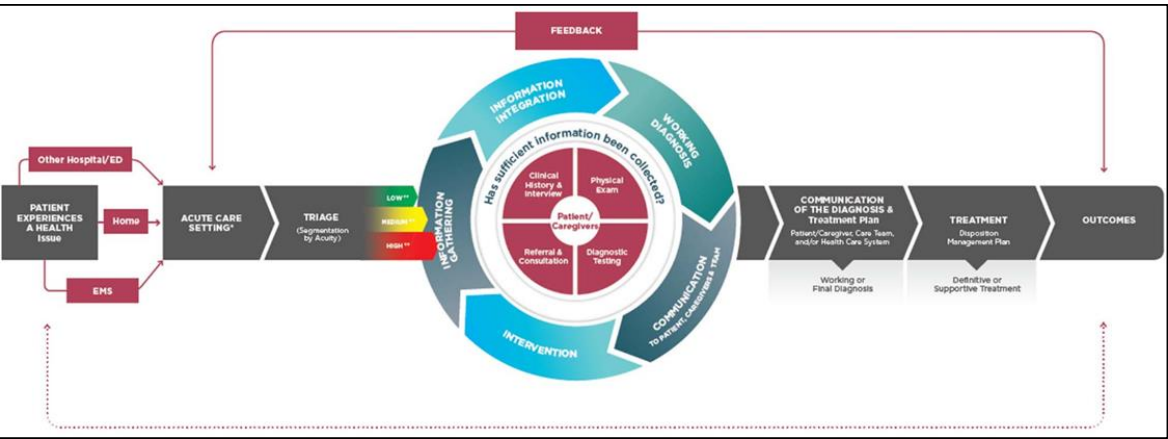 FEEDBACK
Other Hospital/ED
PATIENT
EXPERIENCES
A HEALTH
Issue
Home
EMS
ACUTE CARE
SETTING*
TRIAGE
(Segmentation
by Acuity)
LOW**
MEDIUM**
HIGH**
INFORMATION
GATHERING
INFORMATION
INTEGRATION
WORKING
DIAGNOSIS
COMMUNICATION
TO PATIENT, CAREGIVERS & TEAM
INTERVENTION
Has sufficient information been collected?
Clinical
History &
Interview
Physical
Exam
Patient/
Caregivers
Referral &
Consultation
Diagnostic
Testing
COMMUNICATION
OF THE DIAGNOSIS &
Treatment Plan
Patient/Caregiver, Care Team,
and/or Health Care System
Working or
Final Diagnosis
TREATMENT
Disposition
Management Plan
Definitive or
Supportive Treatment
OUTCOMES